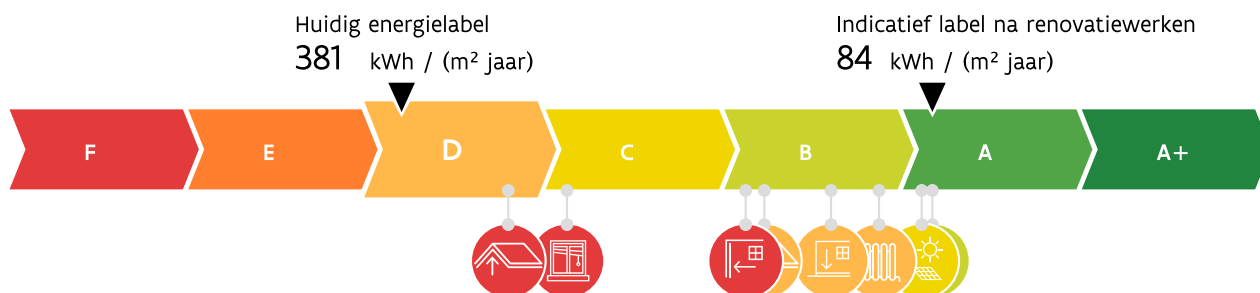 Huidig energielabel
381 kWh / (m² jaar)
Indicatief label na renovatiewerken
84 kWh / (m² jaar)
F
E
D
C
B
A
A+